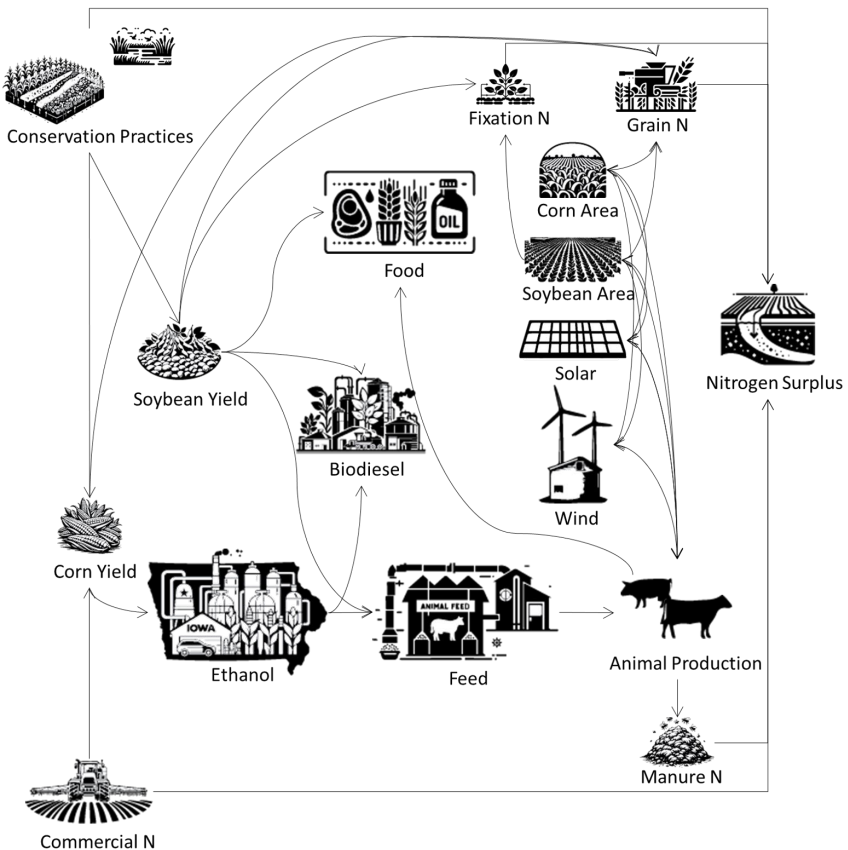 Conservation Practices
Fixation N
Grain N
Corn Area
OIL
Food
Soybean Area
Solar
Nitrogen Surplus
Soybean Yield
Biodiesel
Wind
Corn Yield
IOWA
ANIMAL FEED
Ethanol
Feed
Animal Production
Manure N
Commercial N